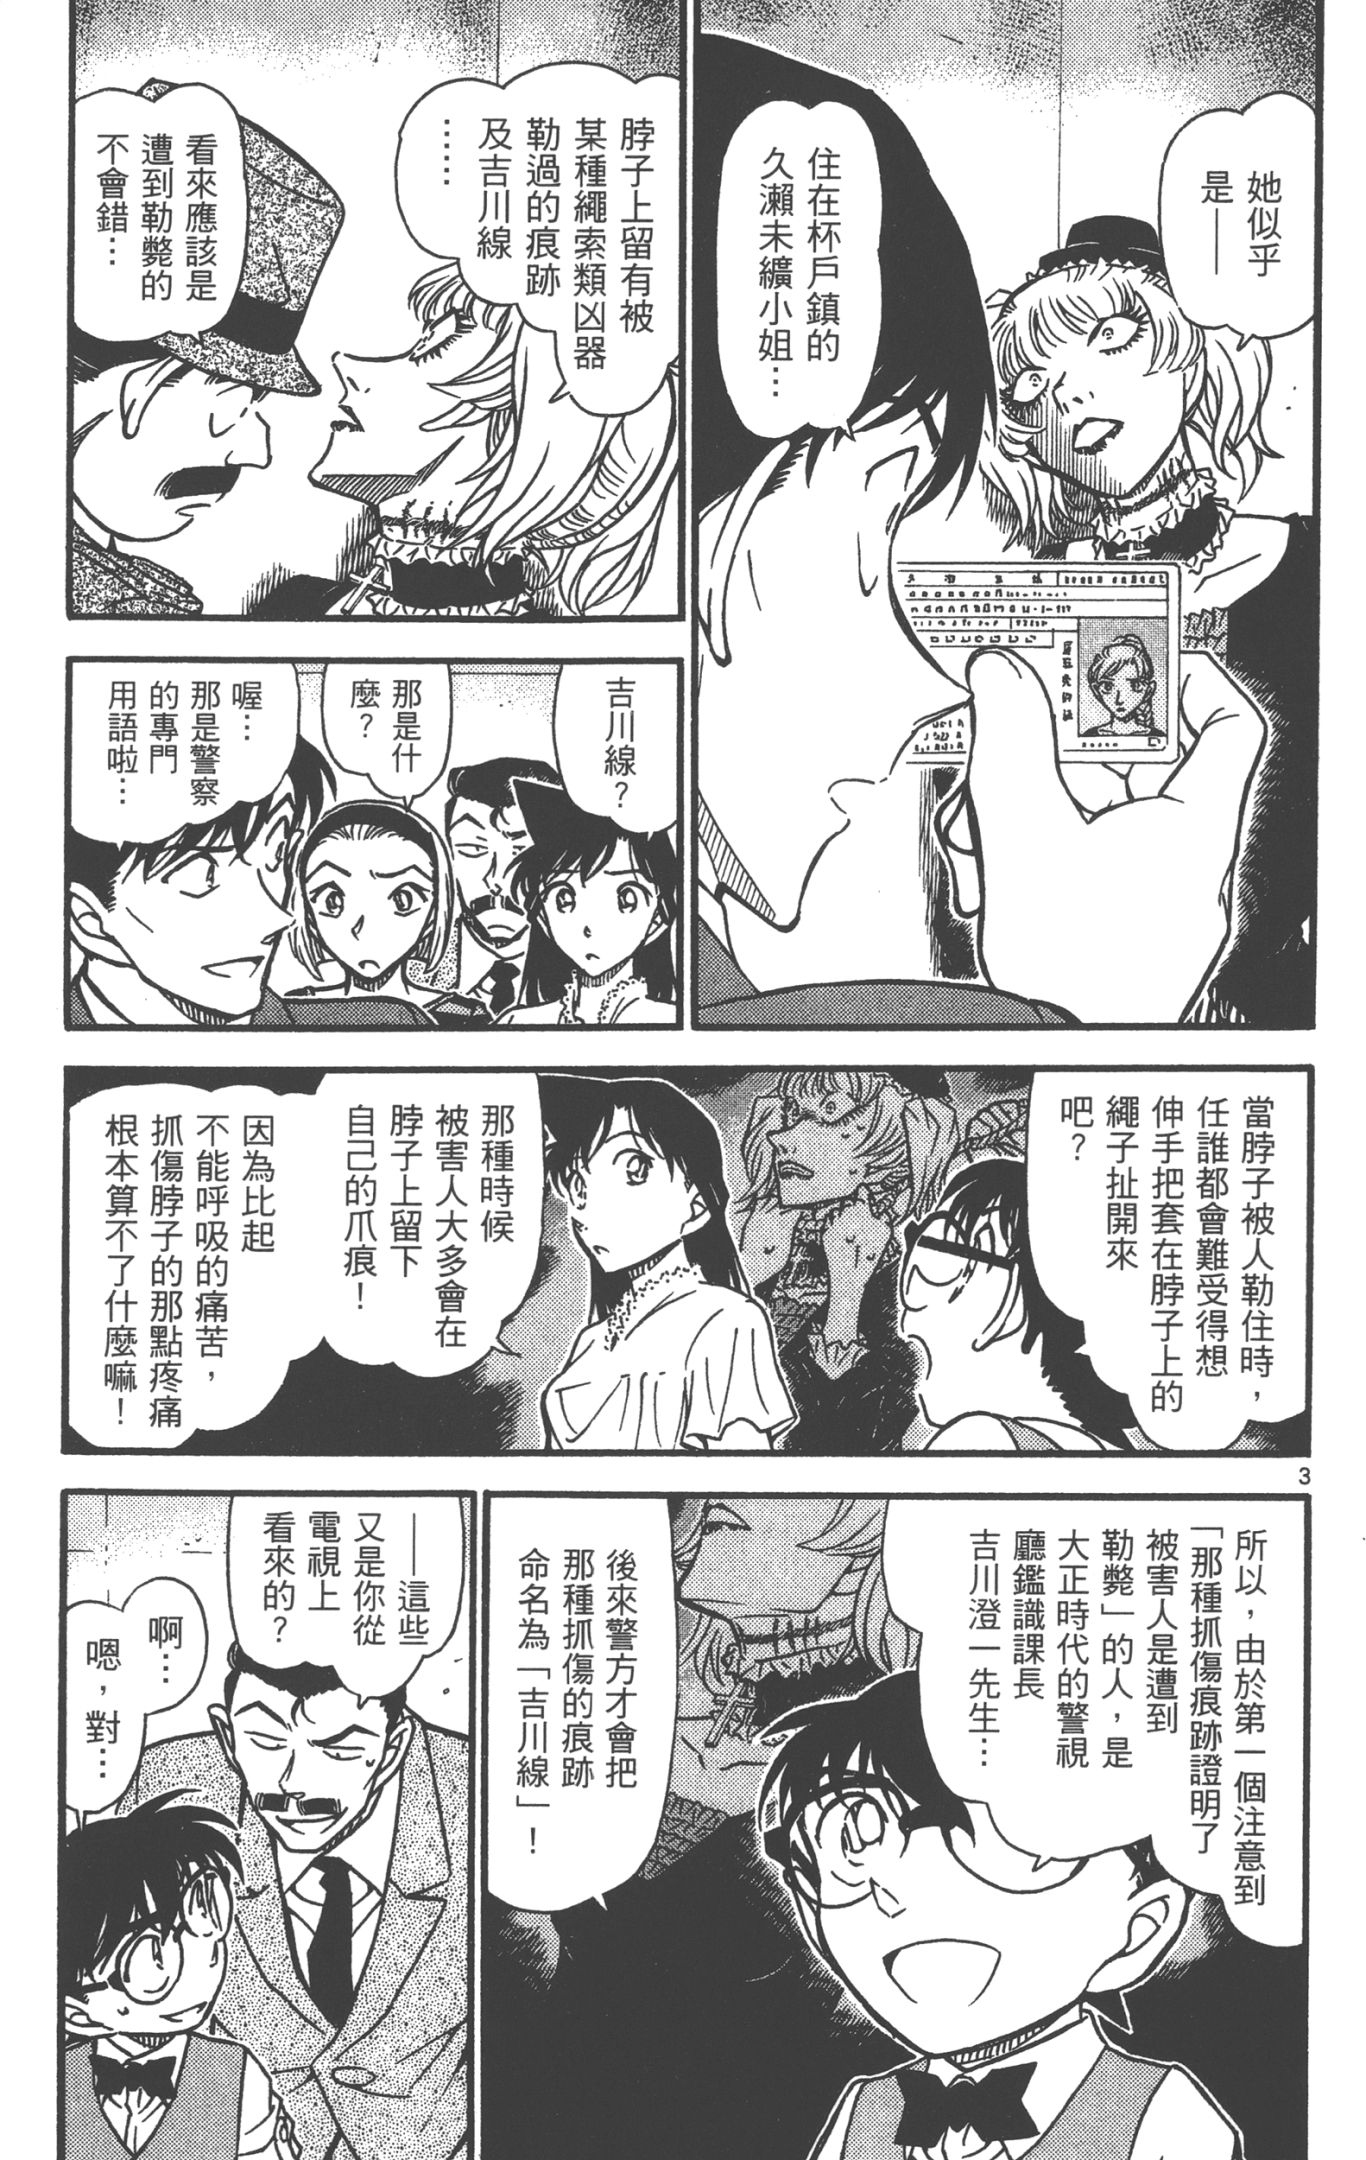 她似乎
是——
住在杯戶鎮的
久瀨未纊小姐…
脖子上留有被
某種繩索類凶器
勒過的痕跡
及吉川線
……
看來應該是
遭到勒斃的
不會錯…
吉川線？
那是什
麼？
喔…
那是警察
的專門
用語啦…
當脖子被人勒住時，
任誰都會難受得想
伸手把套在脖子上的
繩子扯開來
吧？
那種時候
被害人大多會在
脖子上留下
自己的爪痕！
因為比起
不能呼吸的痛苦，
抓傷脖子的那點疼痛
根本算不了什麼嘛！
3
所以，由於第一個注意到
「那種抓傷痕跡證明了
被害人是遭到
勒斃」的人，是
大正時代的警視
廳鑑識課長
吉川澄一先生…
後來警方才會把
那種抓傷的痕跡
命名為「吉川線」！
——這些
又是你從
電視上
看來的？
啊…
嗯，對…